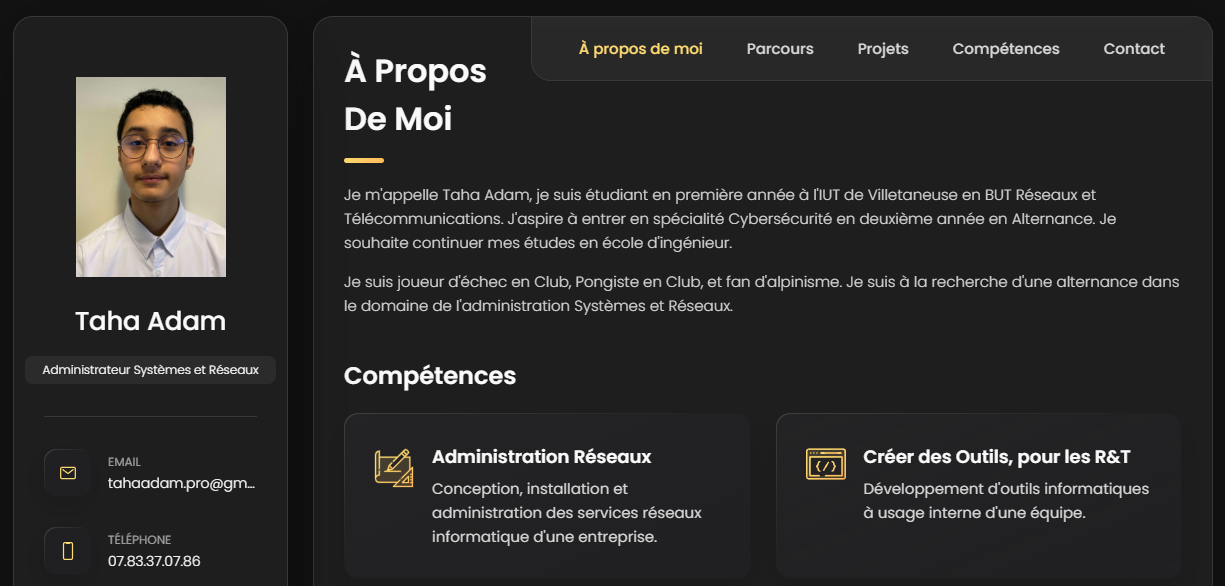 Taha Adam
Administrateur Systèmes et Réseaux
EMAIL
tahaadam.pro@gm...
TÉLÉPHONE
07.83.37.07.86
À propos de moi
Parcours
Projets
Compétences
Contact
À Propos
De Moi
Je m'appelle Taha Adam, je suis étudiant en première année à l'IUT de Villetaneuse en BUT Réseaux et
Télécommunications. J'aspire à entrer en spécialité Cybersécurité en deuxième année en Alternance. Je
souhaite continuer mes études en école d'ingénieur.
Je suis joueur d'échec en Club, Pongiste en Club, et fan d'alpinisme. Je suis à la recherche d'une alternance dans
le domaine de l'administration Systèmes et Réseaux.
Compétences
Administration Réseaux
Conception, installation et
administration des services réseaux
informatique d'une entreprise.
Créer des Outils, pour les R&T
Développement d'outils informatiques
à usage interne d'une équipe.